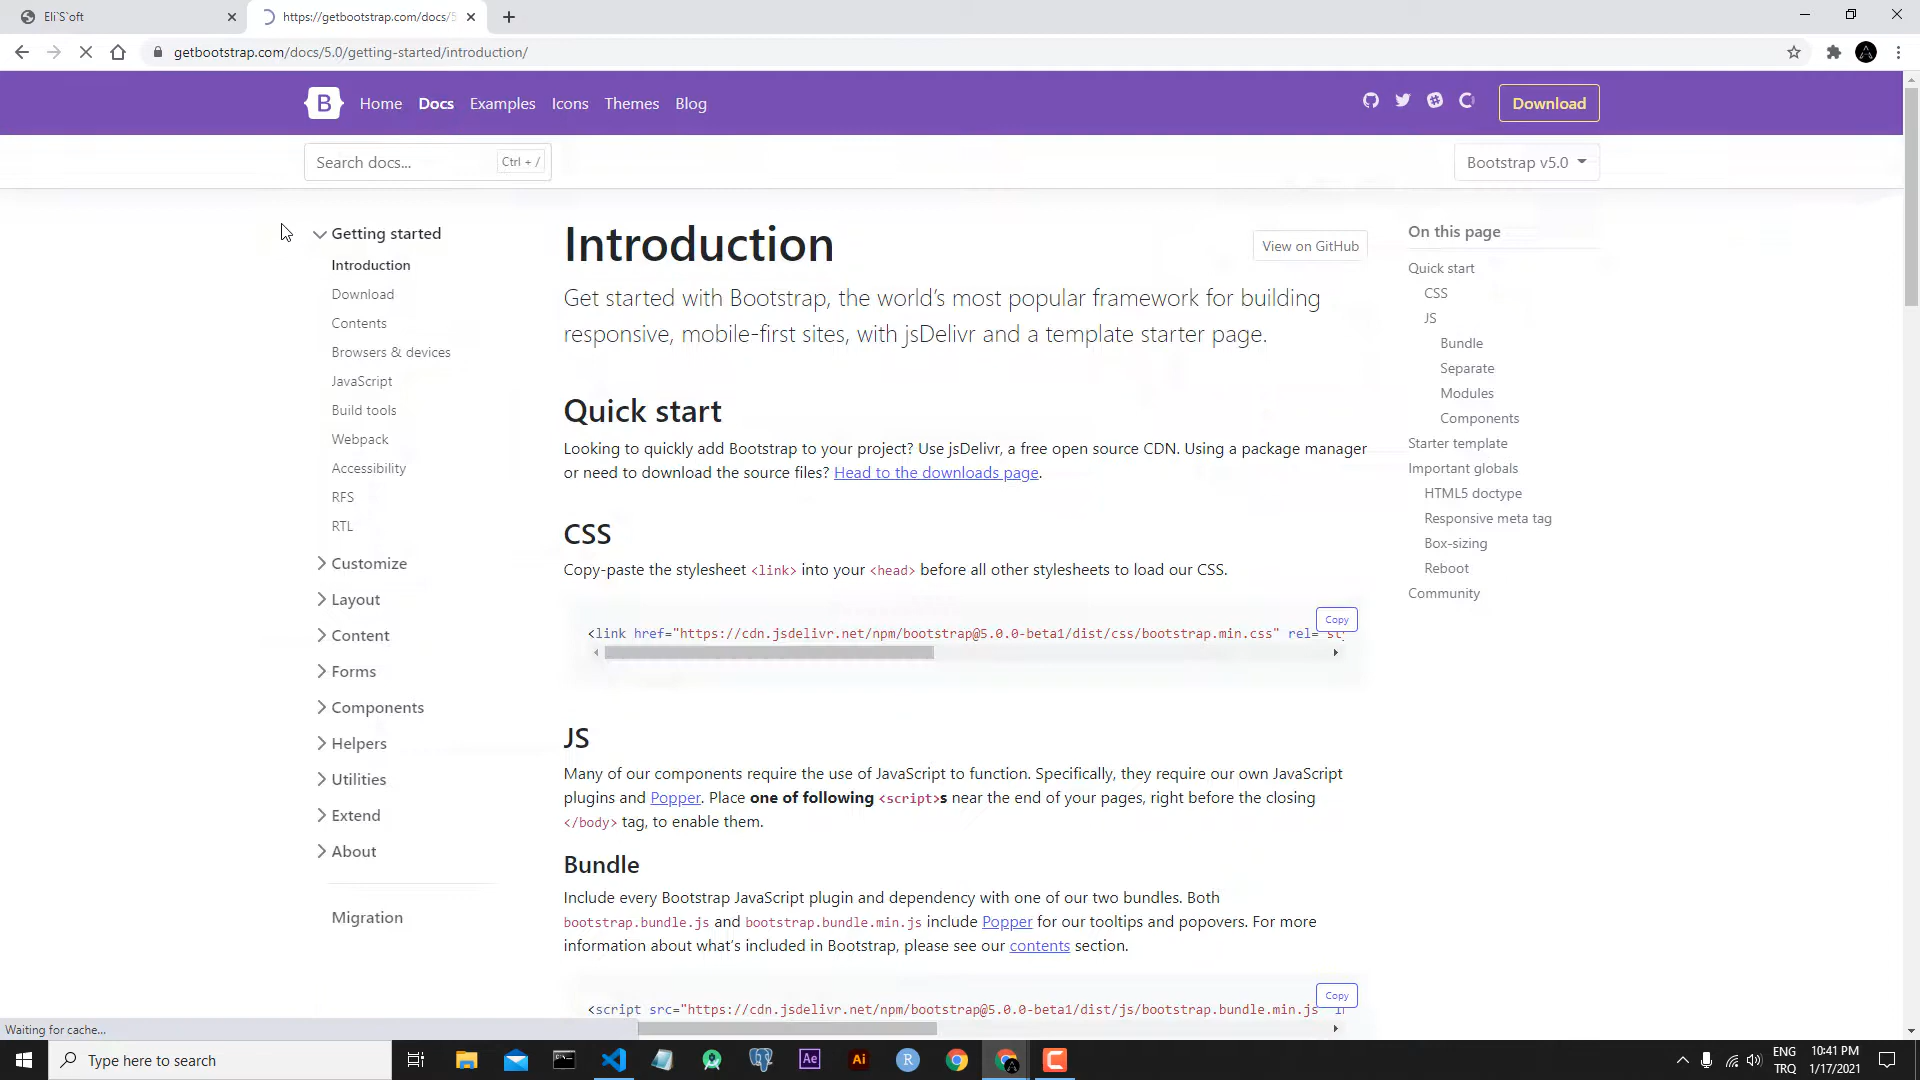 Eli`S`oft
https://getbootstrap.com/docs/5
getbootstrap.com/docs/5.0/getting-started/introduction/
B
Home Docs Examples Icons Themes Blog
Download
Search docs... Ctrl + /
Bootstrap v5.0
Getting started
Introduction
Download
Contents
Browsers & devices
JavaScript
Build tools
Webpack
Accessibility
RFS
RTL
Customize
Layout
Content
Forms
Components
Helpers
Utilities
Extend
About
Migration
Introduction
View on GitHub
Get started with Bootstrap, the world’s most popular framework for building
responsive, mobile-first sites, with jsDelivr and a template starter page.
Quick start
Looking to quickly add Bootstrap to your project? Use jsDelivr, a free open source CDN. Using a package manager
or need to download the source files? Head to the downloads page.
CSS
Copy-paste the stylesheet <link> into your <head> before all other stylesheets to load our CSS.
Copy
<link href="https://cdn.jsdelivr.net/npm/bootstrap@5.0.0-beta1/dist/css/bootstrap.min.css" rel="st
JS
Many of our components require the use of JavaScript to function. Specifically, they require our own JavaScript
plugins and Popper. Place one of following <script>s near the end of your pages, right before the closing
</body> tag, to enable them.
Bundle
Include every Bootstrap JavaScript plugin and dependency with one of our two bundles. Both
bootstrap.bundle.js and bootstrap.bundle.min.js include Popper for our tooltips and popovers. For more
information about what’s included in Bootstrap, please see our contents section.
Copy
<script src="https://cdn.jsdelivr.net/npm/bootstrap@5.0.0-beta1/dist/js/bootstrap.bundle.min.js
On this page
Quick start
CSS
JS
Bundle
Separate
Modules
Components
Starter template
Important globals
HTML5 doctype
Responsive meta tag
Box-sizing
Reboot
Community
Waiting for cache...
Type here to search
Ae
Ai
R
ENG
TRQ
10:41 PM
1/17/2021